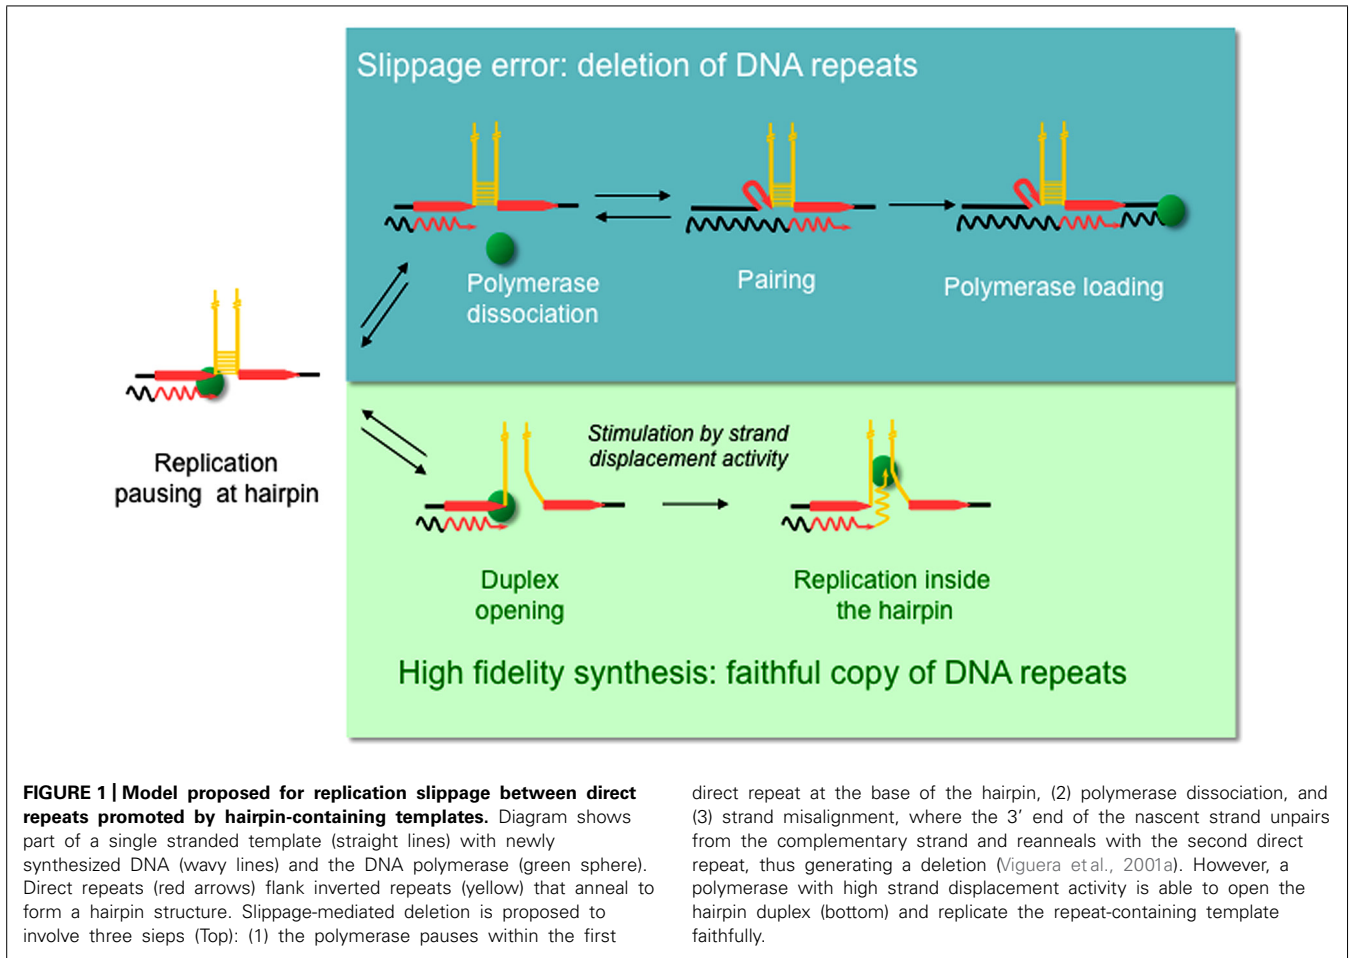 Slippage error: deletion of DNA repeats
Polymerase
dissociation
Pairing
Polymerase loading
Replication
pausing at hairpin
Stimulation by strand
displacement activity
Duplex
opening
Replication inside
the hairpin
High fidelity synthesis: faithful copy of DNA repeats
FIGURE 1 | Model proposed for replication slippage between direct
repeats promoted by hairpin-containing templates. Diagram shows
part of a single stranded template (straight lines) with newly
synthesized DNA (wavy lines) and the DNA polymerase (green sphere).
Direct repeats (red arrows) flank inverted repeats (yellow) that anneal to
form a hairpin structure. Slippage-mediated deletion is proposed to
involve three sieps (Top): (1) the polymerase pauses within the first
direct repeat at the base of the hairpin, (2) polymerase dissociation, and
(3) strand misalignment, where the 3′ end of the nascent strand unpairs
from the complementary strand and reanneals with the second direct
repeat, thus generating a deletion (Viguera et al., 2001a). However, a
polymerase with high strand displacement activity is able to open the
hairpin duplex (bottom) and replicate the repeat-containing template
faithfully.